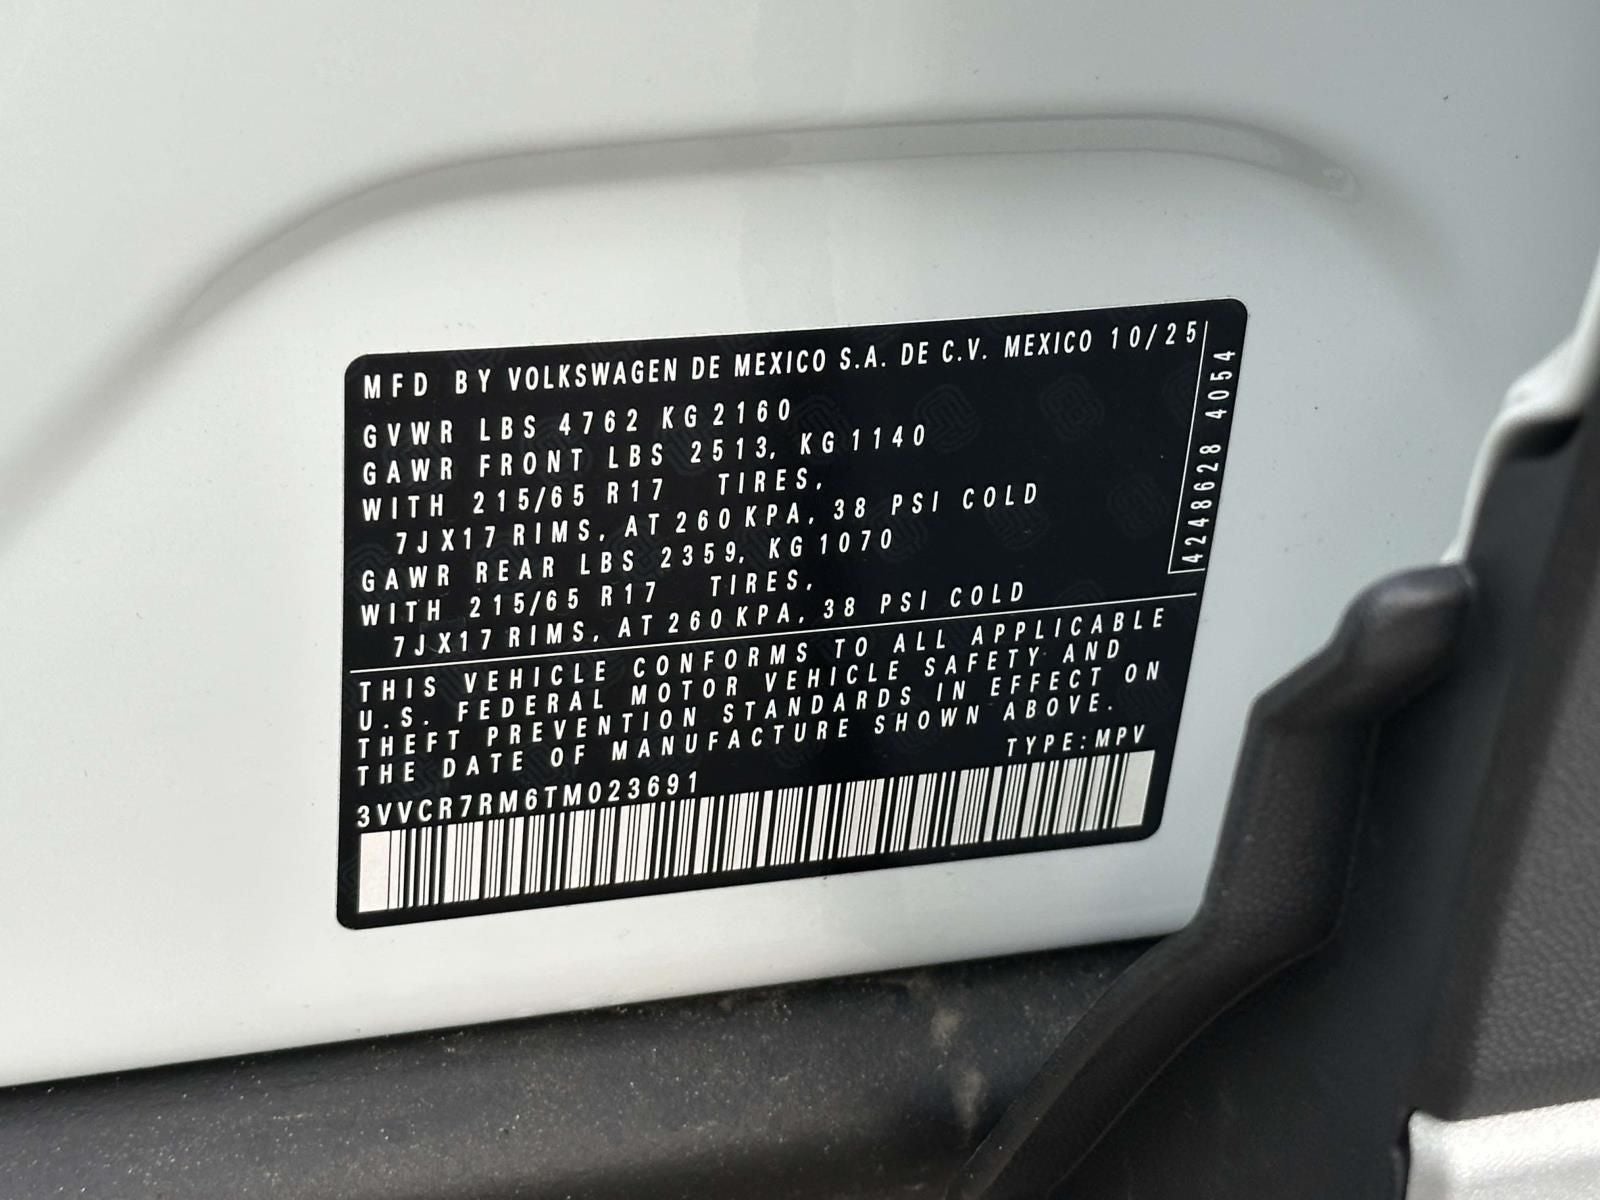 MFD BY VOLKSWAGEN DE MEXICO S.A. DE C.V. MEXICO 10/25
GVWR LBS 4762 KG 2160
GAWR FRONT LBS 2513, KG 1140
WITH 215/65 R17 TIRES,
7JX17 RIMS, AT 260 KPA, 38 PSI COLD
GAWR REAR LBS 2359, KG 1070
WITH 215/65 R17 TIRES,
7JX17 RIMS, AT 260 KPA, 38 PSI COLD
4248628 4054
THIS VEHICLE CONFORMS TO ALL APPLICABLE
U.S. FEDERAL MOTOR VEHICLE SAFETY AND
THEFT PREVENTION STANDARDS IN EFFECT ON
THE DATE OF MANUFACTURE SHOWN ABOVE.
TYPE: MPV
3VVCR7RM6TM023691